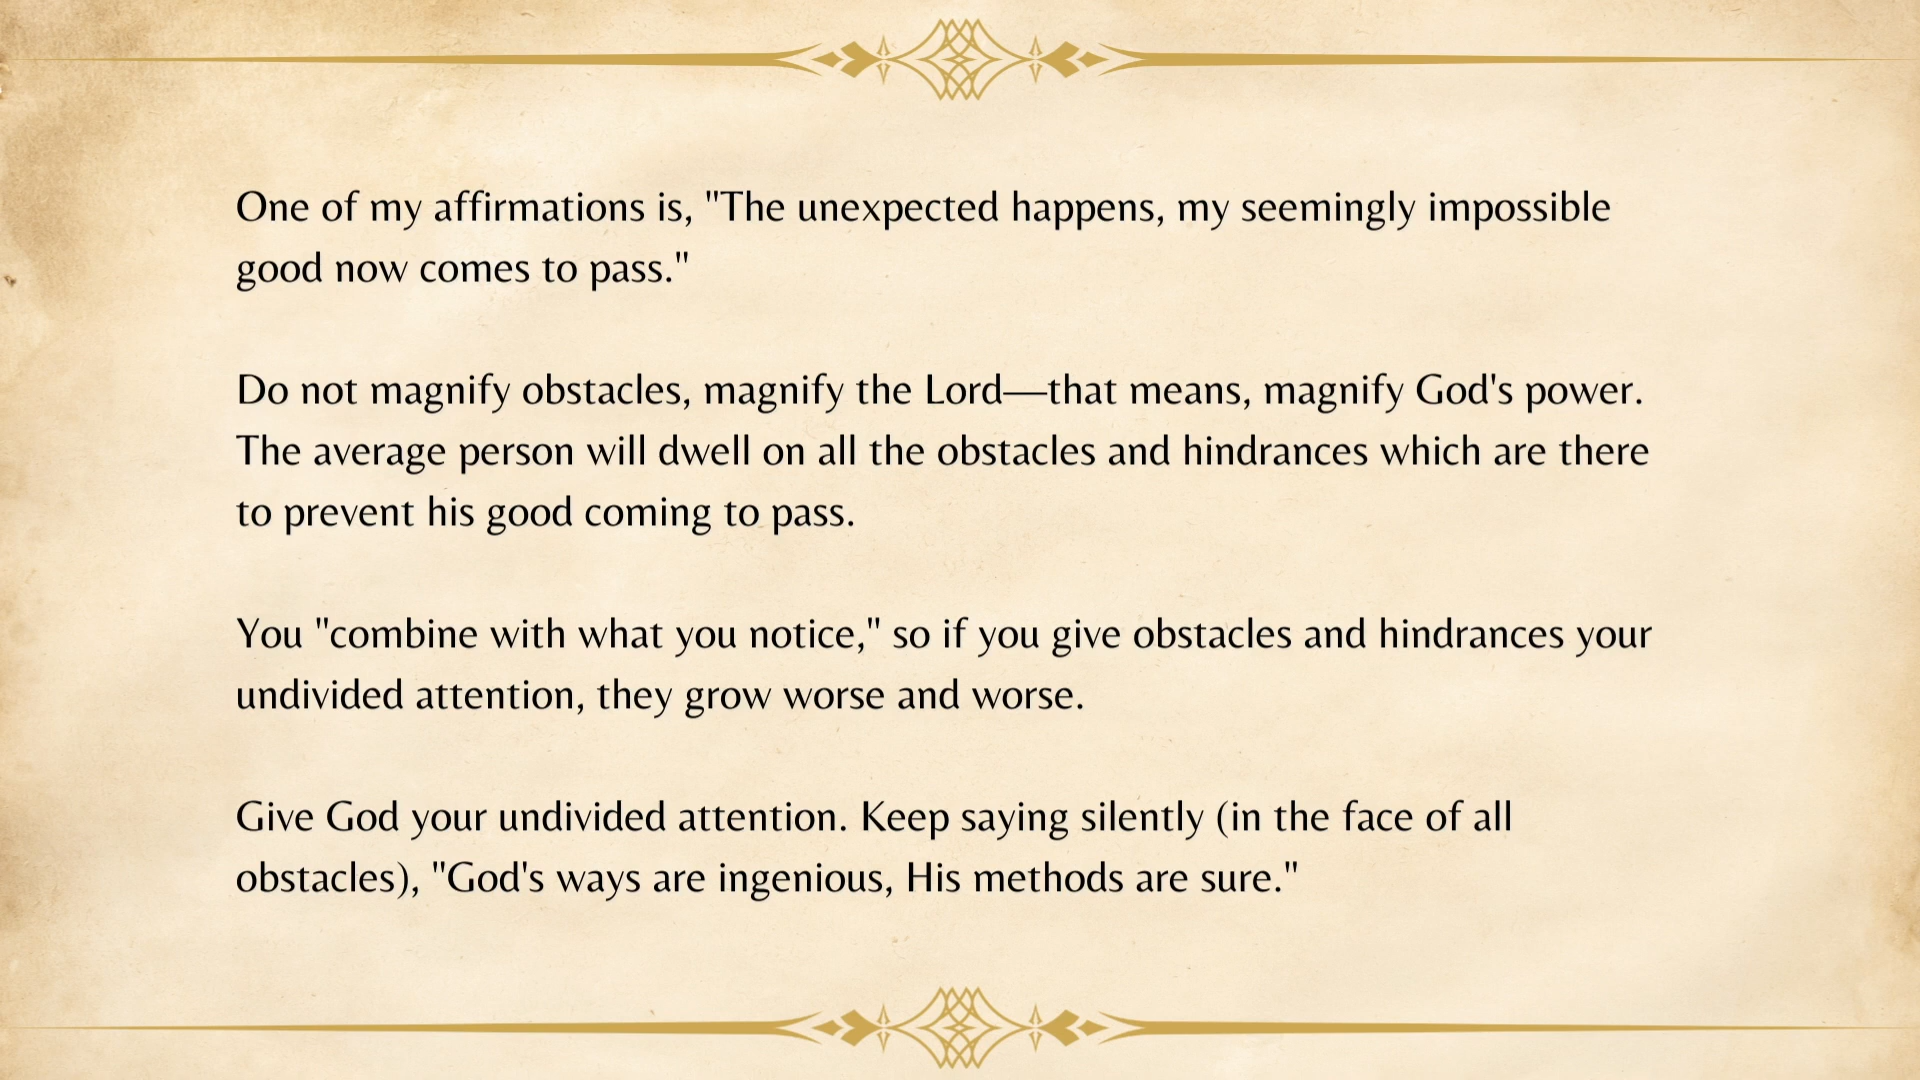 One of my affirmations is, "The unexpected happens, my seemingly impossible
good now comes to pass."
Do not magnify obstacles, magnify the Lord—that means, magnify God's power.
The average person will dwell on all the obstacles and hindrances which are there
to prevent his good coming to pass.
You "combine with what you notice," so if you give obstacles and hindrances your
undivided attention, they grow worse and worse.
Give God your undivided attention. Keep saying silently (in the face of all
obstacles), "God's ways are ingenious, His methods are sure."